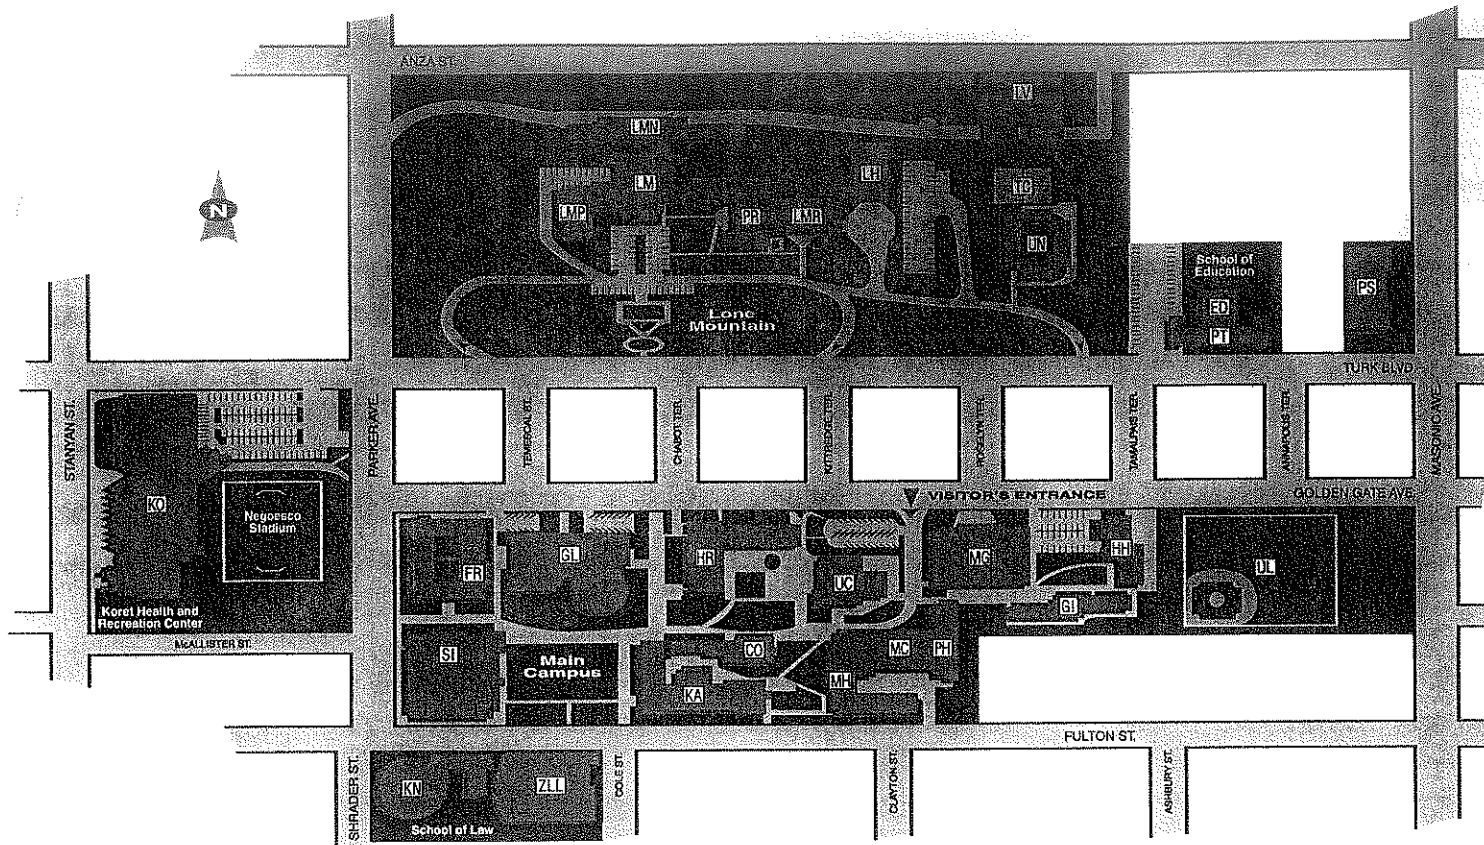 ANZA ST.
LV
LMN
LH
LM
TC
LMP
PR
LMR
UN
School of
Education
PS
ED
PT
Lone
Mountain
TURK BLVD
STANYAN ST.
PARKER AVE.
TEMESCAL ST.
CHABOT TER.
KITTREDGE TER.
ROSELYN TER.
TAMALPAIS TER.
ANNAPOLIS TER.
MASONIC AVE.
N
VISITOR'S ENTRANCE
GOLDEN GATE AVE.
KO
Negoesco
Stadium
FR
GL
HR
UC
MG
HH
UL
GI
Koret Health and
Recreation Center
McALLISTER ST.
SI
Main
Campus
CO
KA
MC
PH
MH
FULTON ST.
SHRADER ST.
KN
ZLL
School of Law
COLE ST.
CLAYTON ST.
ASHBURY ST.